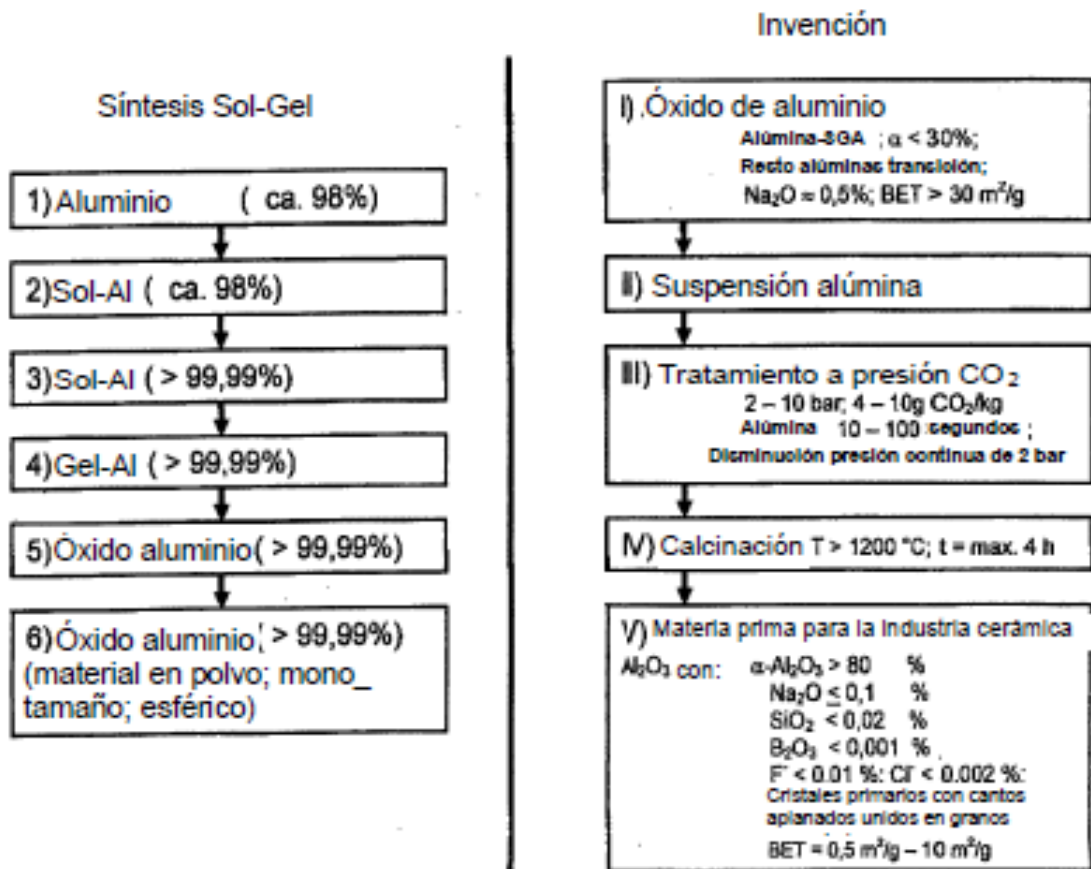 Síntesis Sol-Gel
1) Aluminio ( ca. 98%)
2) Sol-Al ( ca. 98%)
3) Sol-Al ( > 99,99%)
4) Gel-Al ( > 99,99%)
5) Óxido aluminio ( > 99,99%)
6) Óxido aluminio ( > 99,99%)
(material en polvo; mono_
tamaño; esférico)
Invención
I) .Óxido de aluminio
Alúmina-SGA ; α < 30%;
Resto alúminas transición;
Na₂O ≈ 0,5%; BET > 30 m²/g
II) Suspensión alúmina
III) Tratamiento a presión CO₂
2 – 10 bar; 4 – 10g CO₂/kg
Alúmina 10 – 100 segundos ;
Disminución presión continua de 2 bar
IV) Calcinación T > 1200 °C; t = max. 4 h
V) Materia prima para la industria cerámica
Al₂O₃ con: α-Al₂O₃ > 80 %
Na₂O ≤ 0,1 %
SiO₂ < 0,02 %
B₂O₃ < 0,001 %
F⁻ < 0.01 %: Cl⁻ < 0.002 %:
Cristales primarios con cantos
aplanados unidos en granos
BET = 0,5 m²/g – 10 m²/g